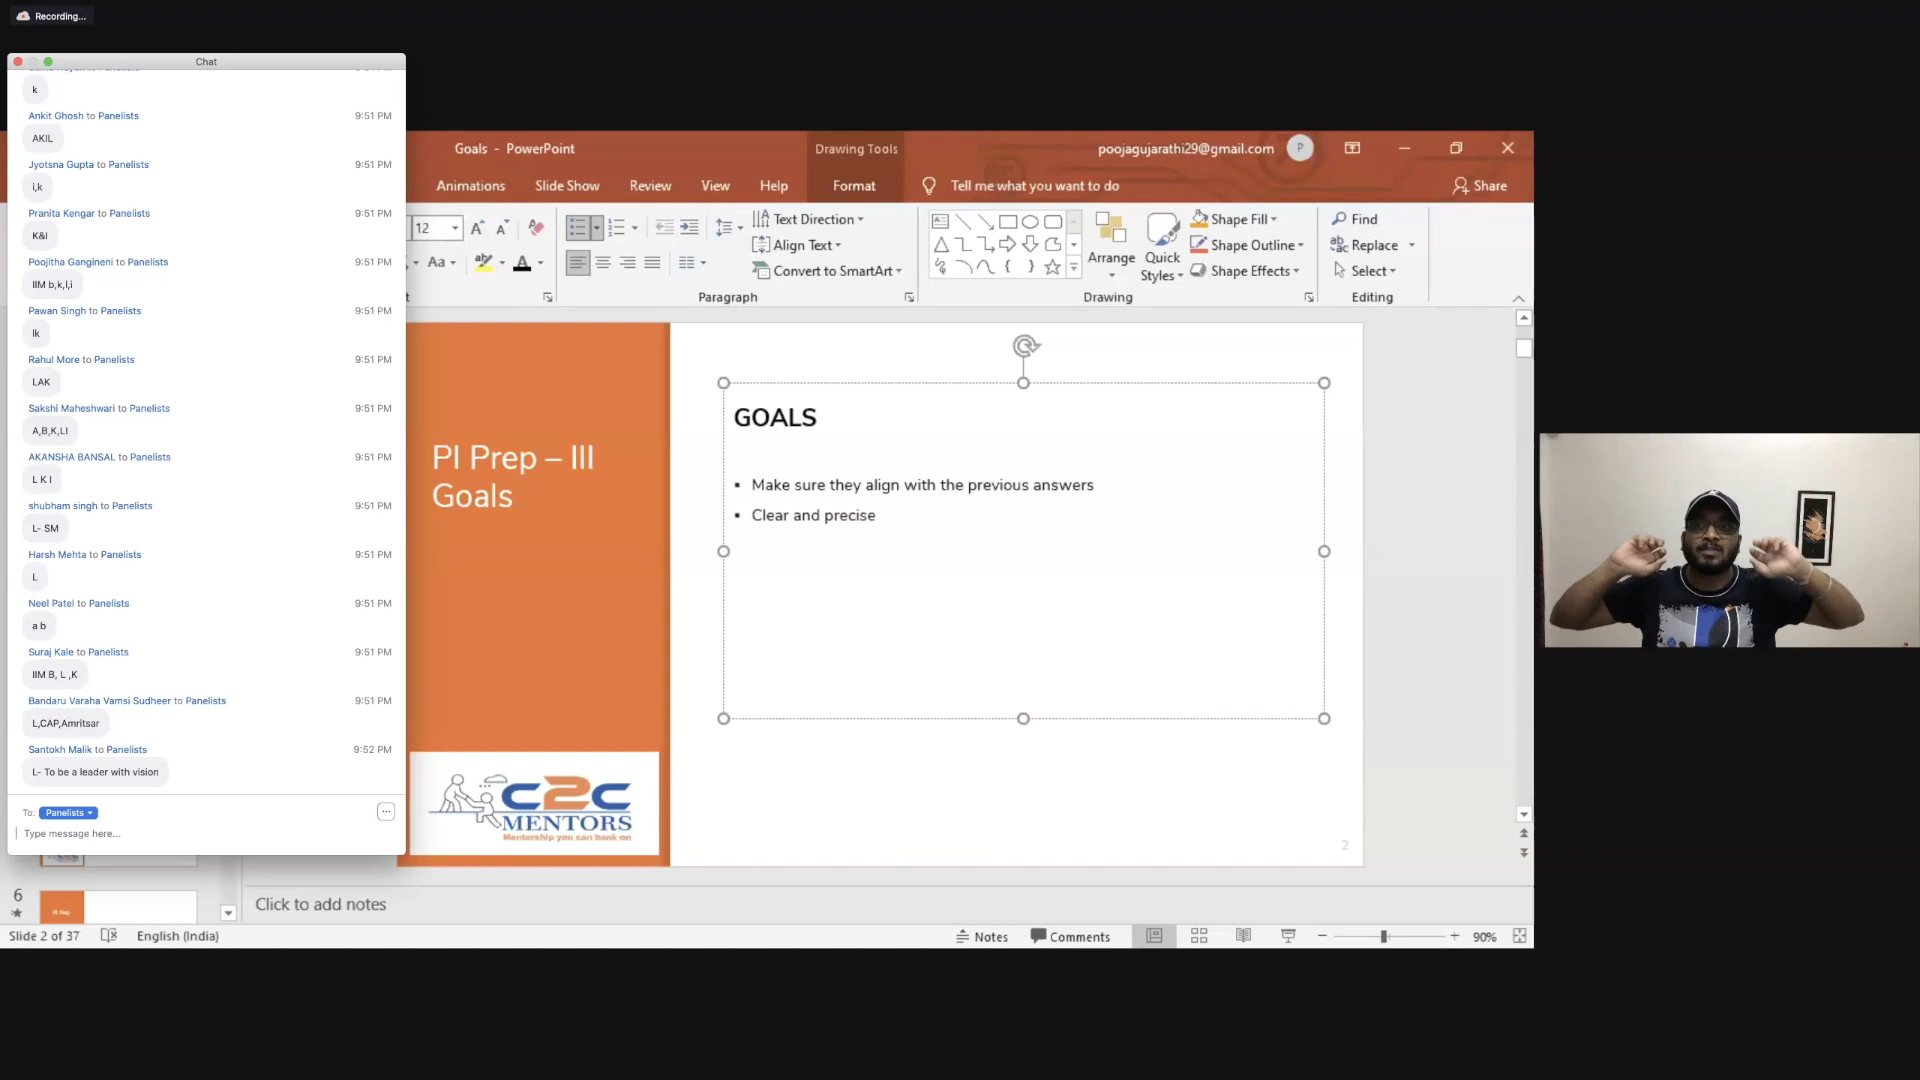 Recording...
Chat
k
Ankit Ghosh to Panelists 9:51 PM
AKIL
Jyotsna Gupta to Panelists 9:51 PM
i,k
Pranita Kengar to Panelists 9:51 PM
K&I
Poojitha Gangineni to Panelists 9:51 PM
IIM b,k,l,i
Pawan Singh to Panelists 9:51 PM
Ik
Rahul More to Panelists 9:51 PM
LAK
Sakshi Maheshwari to Panelists 9:51 PM
A,B,K,LI
AKANSHA BANSAL to Panelists 9:51 PM
L K I
shubham singh to Panelists 9:51 PM
L- SM
Harsh Mehta to Panelists 9:51 PM
L
Neel Patel to Panelists 9:51 PM
a b
Suraj Kale to Panelists 9:51 PM
IIM B, L ,K
Bandaru Varaha Vamsi Sudheer to Panelists 9:51 PM
L,CAP,Amritsar
Santokh Malik to Panelists 9:52 PM
L- To be a leader with vision
To: Panelists
Type message here...
Goals - PowerPoint
Drawing Tools
poojagujarathi29@gmail.com
P
Animations Slide Show Review View Help Format Tell me what you want to do Share
12
Aa
Text Direction
Align Text
Convert to SmartArt
Paragraph
Arrange
Quick
Styles
Shape Fill
Shape Outline
Shape Effects
Drawing
Find
Replace
Select
Editing
PI Prep – III
Goals
GOALS
▪ Make sure they align with the previous answers
▪ Clear and precise
c2c
MENTORS
Mentorship you can bank on
2
6
Click to add notes
Slide 2 of 37 English (India) Notes Comments 90%